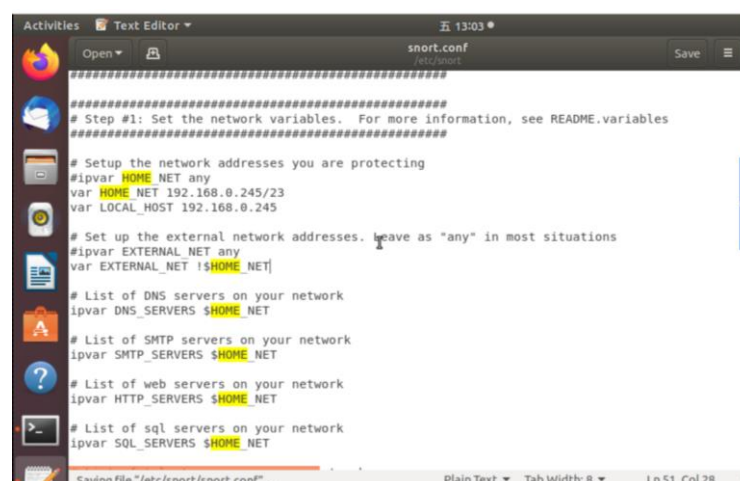 Activities Text Editor 五 13:03
Open snort.conf Save
/etc/snort
###################################################
###################################################
# Step #1: Set the network variables.  For more information, see README.variables
###################################################
# Setup the network addresses you are protecting
#ipvar HOME_NET any
var HOME_NET 192.168.0.245/23
var LOCAL_HOST 192.168.0.245
# Set up the external network addresses. Leave as "any" in most situations
#ipvar EXTERNAL_NET any
var EXTERNAL_NET !$HOME_NET
# List of DNS servers on your network
ipvar DNS_SERVERS $HOME_NET
# List of SMTP servers on your network
ipvar SMTP_SERVERS $HOME_NET
# List of web servers on your network
ipvar HTTP_SERVERS $HOME_NET
# List of sql servers on your network
ipvar SQL_SERVERS $HOME_NET
Saving file "/etc/snort/snort.conf" Plain Text Tab Width: 8 Ln 51, Col 28